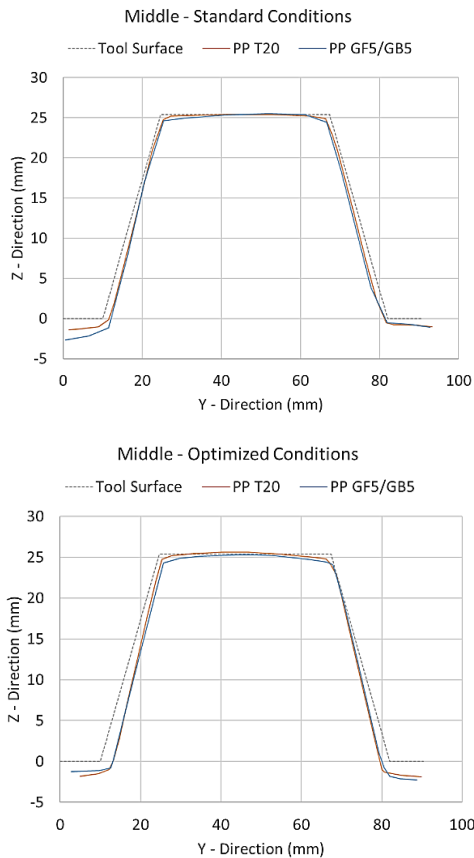 Middle - Standard Conditions
Tool Surface PP T20 PP GF5/GB5
30
25
20
15
10
5
0
-5
Z - Direction (mm)
0 20 40 60 80 100
Y - Direction (mm)
Middle - Optimized Conditions
Tool Surface PP T20 PP GF5/GB5
30
25
20
15
10
5
0
-5
Z - Direction (mm)
0 20 40 60 80 100
Y - Direction (mm)